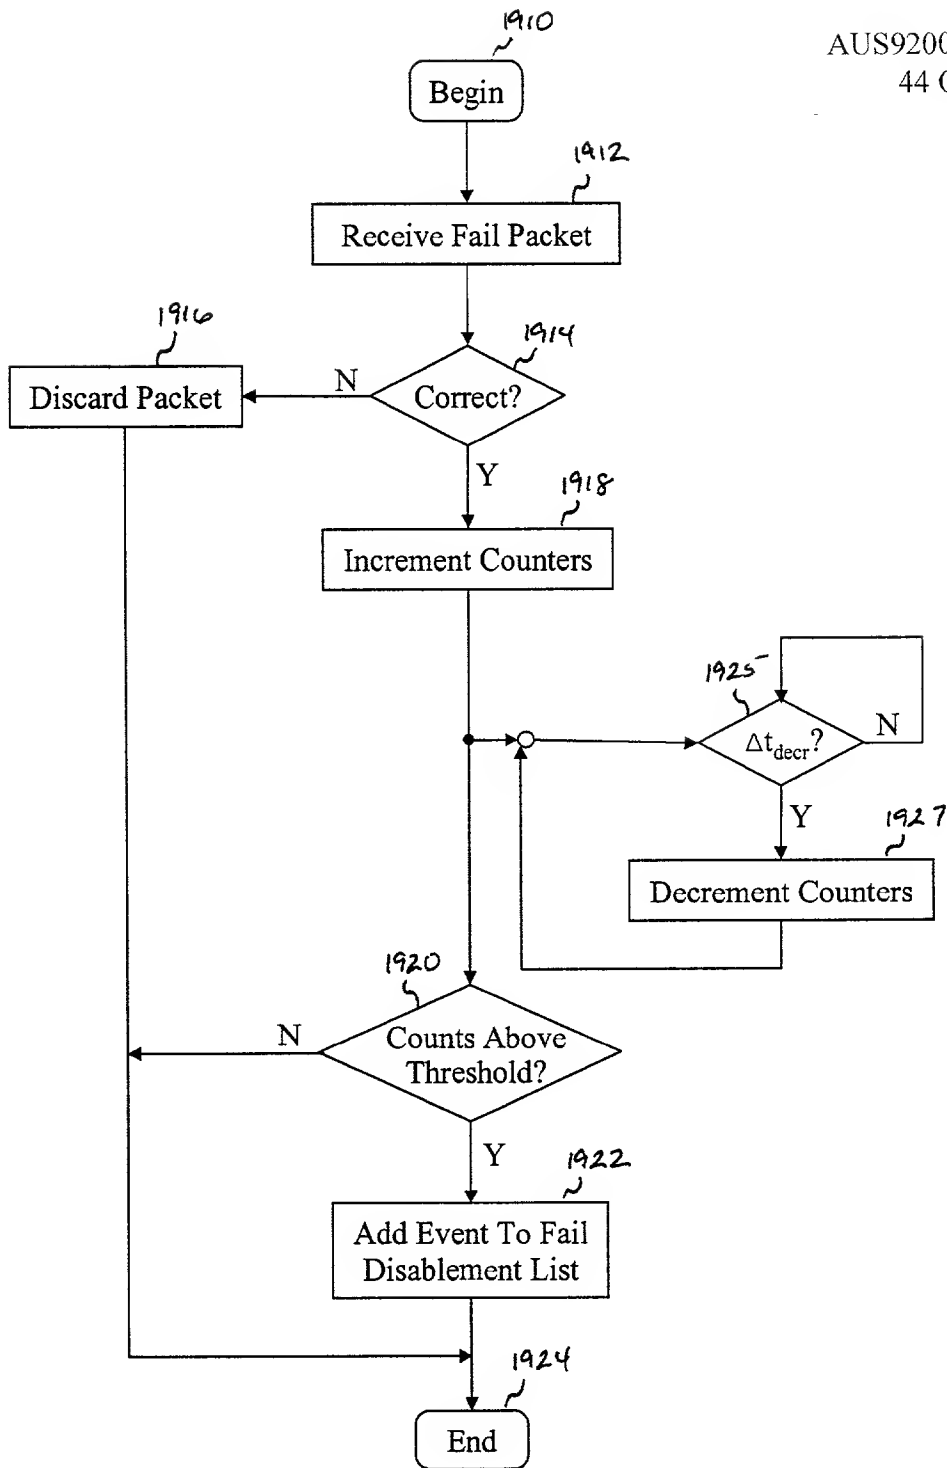 1910
AUS9200
44
Begin
1912
Receive Fail Packet
1916
1914
Discard Packet
N
Correct?
Y
1918
Increment Counters
1925
Δt_decr?
N
Y
1927
Decrement Counters
1920
N
Counts Above
Threshold?
Y
1922
Add Event To Fail
Disablement List
1924
End